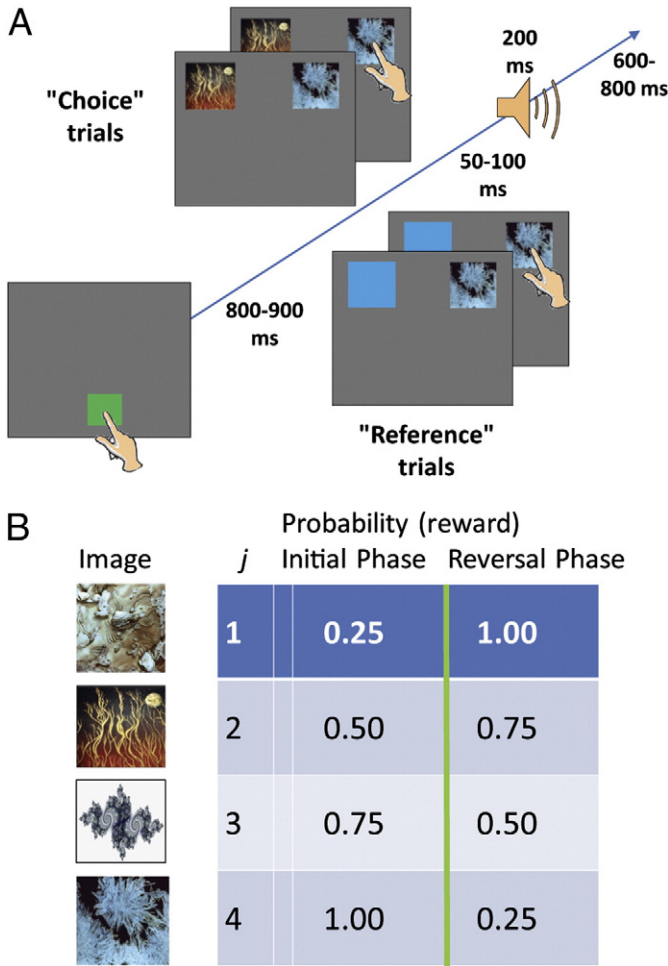 A
"Choice"
trials
200
ms
600-
800 ms
50-100
ms
800-900
ms
"Reference"
trials
B
Probability (reward)
Image j Initial Phase Reversal Phase
1 0.25 1.00
2 0.50 0.75
3 0.75 0.50
4 1.00 0.25